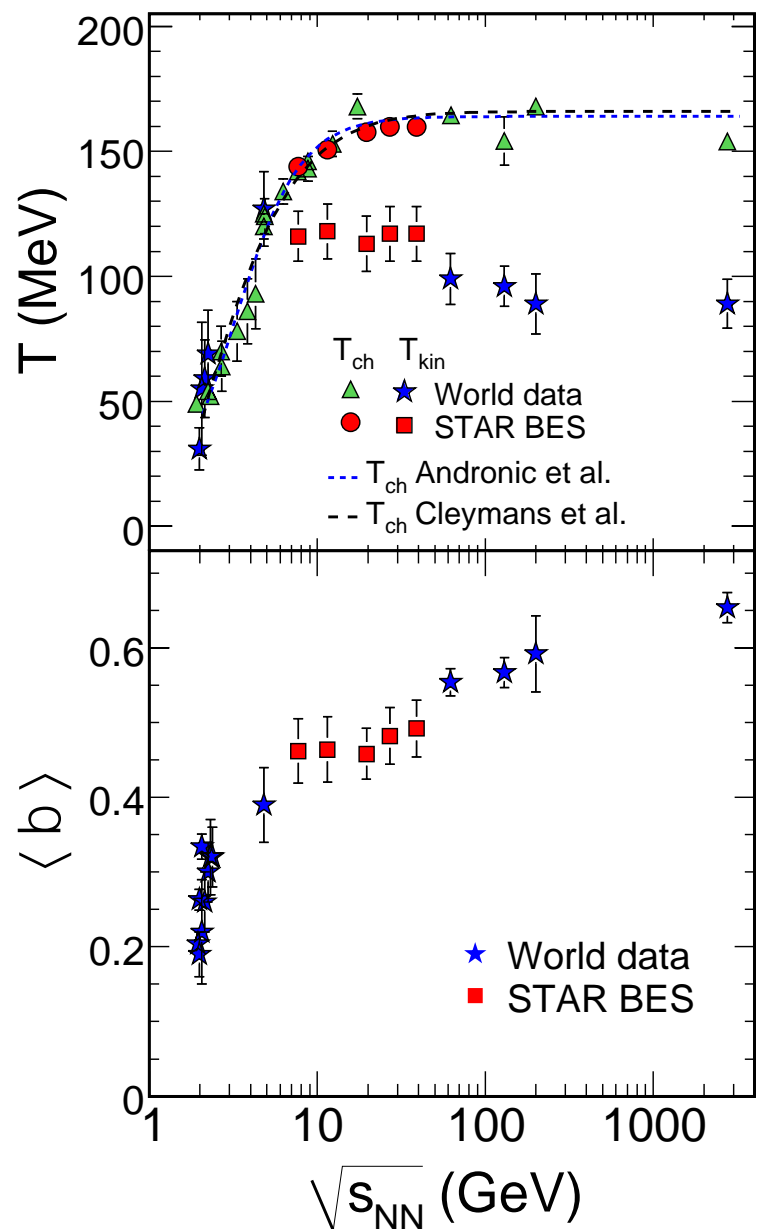 200
150
100
50
0
T (MeV)
T_ch T_kin
World data
STAR BES
T_ch Andronic et al.
T_ch Cleymans et al.
0.6
0.4
0.2
0
⟨ b ⟩
World data
STAR BES
1 10 100 1000
√s_NN (GeV)